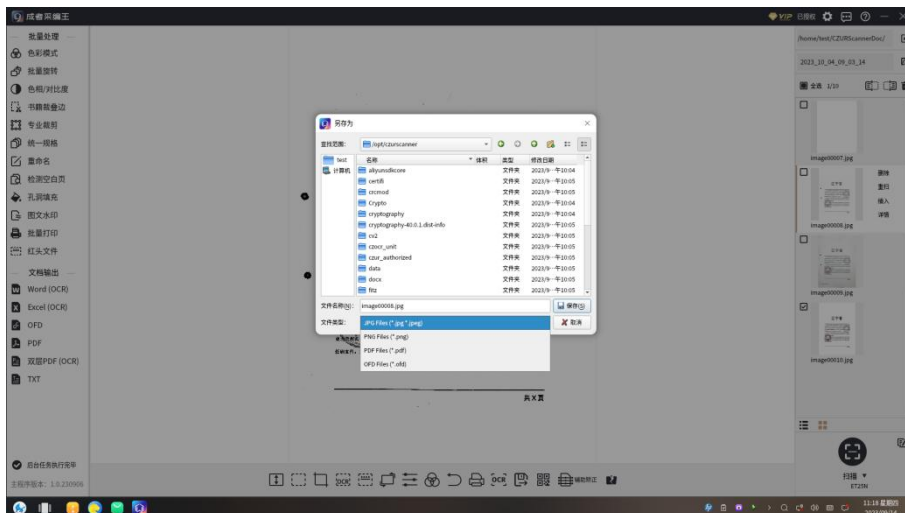 成者采编王
VIP 已授权
批量处理
色彩模式
批量旋转
色相/对比度
书籍裁叠边
专业裁剪
统一规格
重命名
检测空白页
孔洞填充
图文水印
批量打印
红头文件
文档输出
Word (OCR)
Excel (OCR)
OFD
PDF
双层PDF (OCR)
TXT
后台任务执行完毕
主程序版本: 1.0.230906
另存为
查找范围: /opt/czurscanner
test
计算机
名称 体积 类型 修改日期
aliyunsdkcore 文件夹 2023/9…午10:04
certifi 文件夹 2023/9…午10:05
crcmod 文件夹 2023/9…午10:05
Crypto 文件夹 2023/9…午10:04
cryptography 文件夹 2023/9…午10:04
cryptography-40.0.1.dist-info 文件夹 2023/9…午10:05
cv2 文件夹 2023/9…午10:05
czocr_unit 文件夹 2023/9…午10:05
czur_authorized 文件夹 2023/9…午10:05
data 文件夹 2023/9…午10:05
docx 文件夹 2023/9…午10:05
fitz 文件夹 2023/9…午10:05
文件名称(N): image00008.jpg 保存(S)
文件类型: JPG Files (*.jpg *.jpeg) 取消
PNG Files (*.png)
PDF Files (*.pdf)
OFD Files (*.ofd)
共 X 页
OCR
辅助矫正
/home/test/CZURScannerDoc/
2023_10_04_09_03_14
全选 1/10
image00007.jpg
删除
重扫
插入
详情
image00008.jpg
image00009.jpg
image00010.jpg
扫描
ET25N
11:18 星期四
2023/09/14